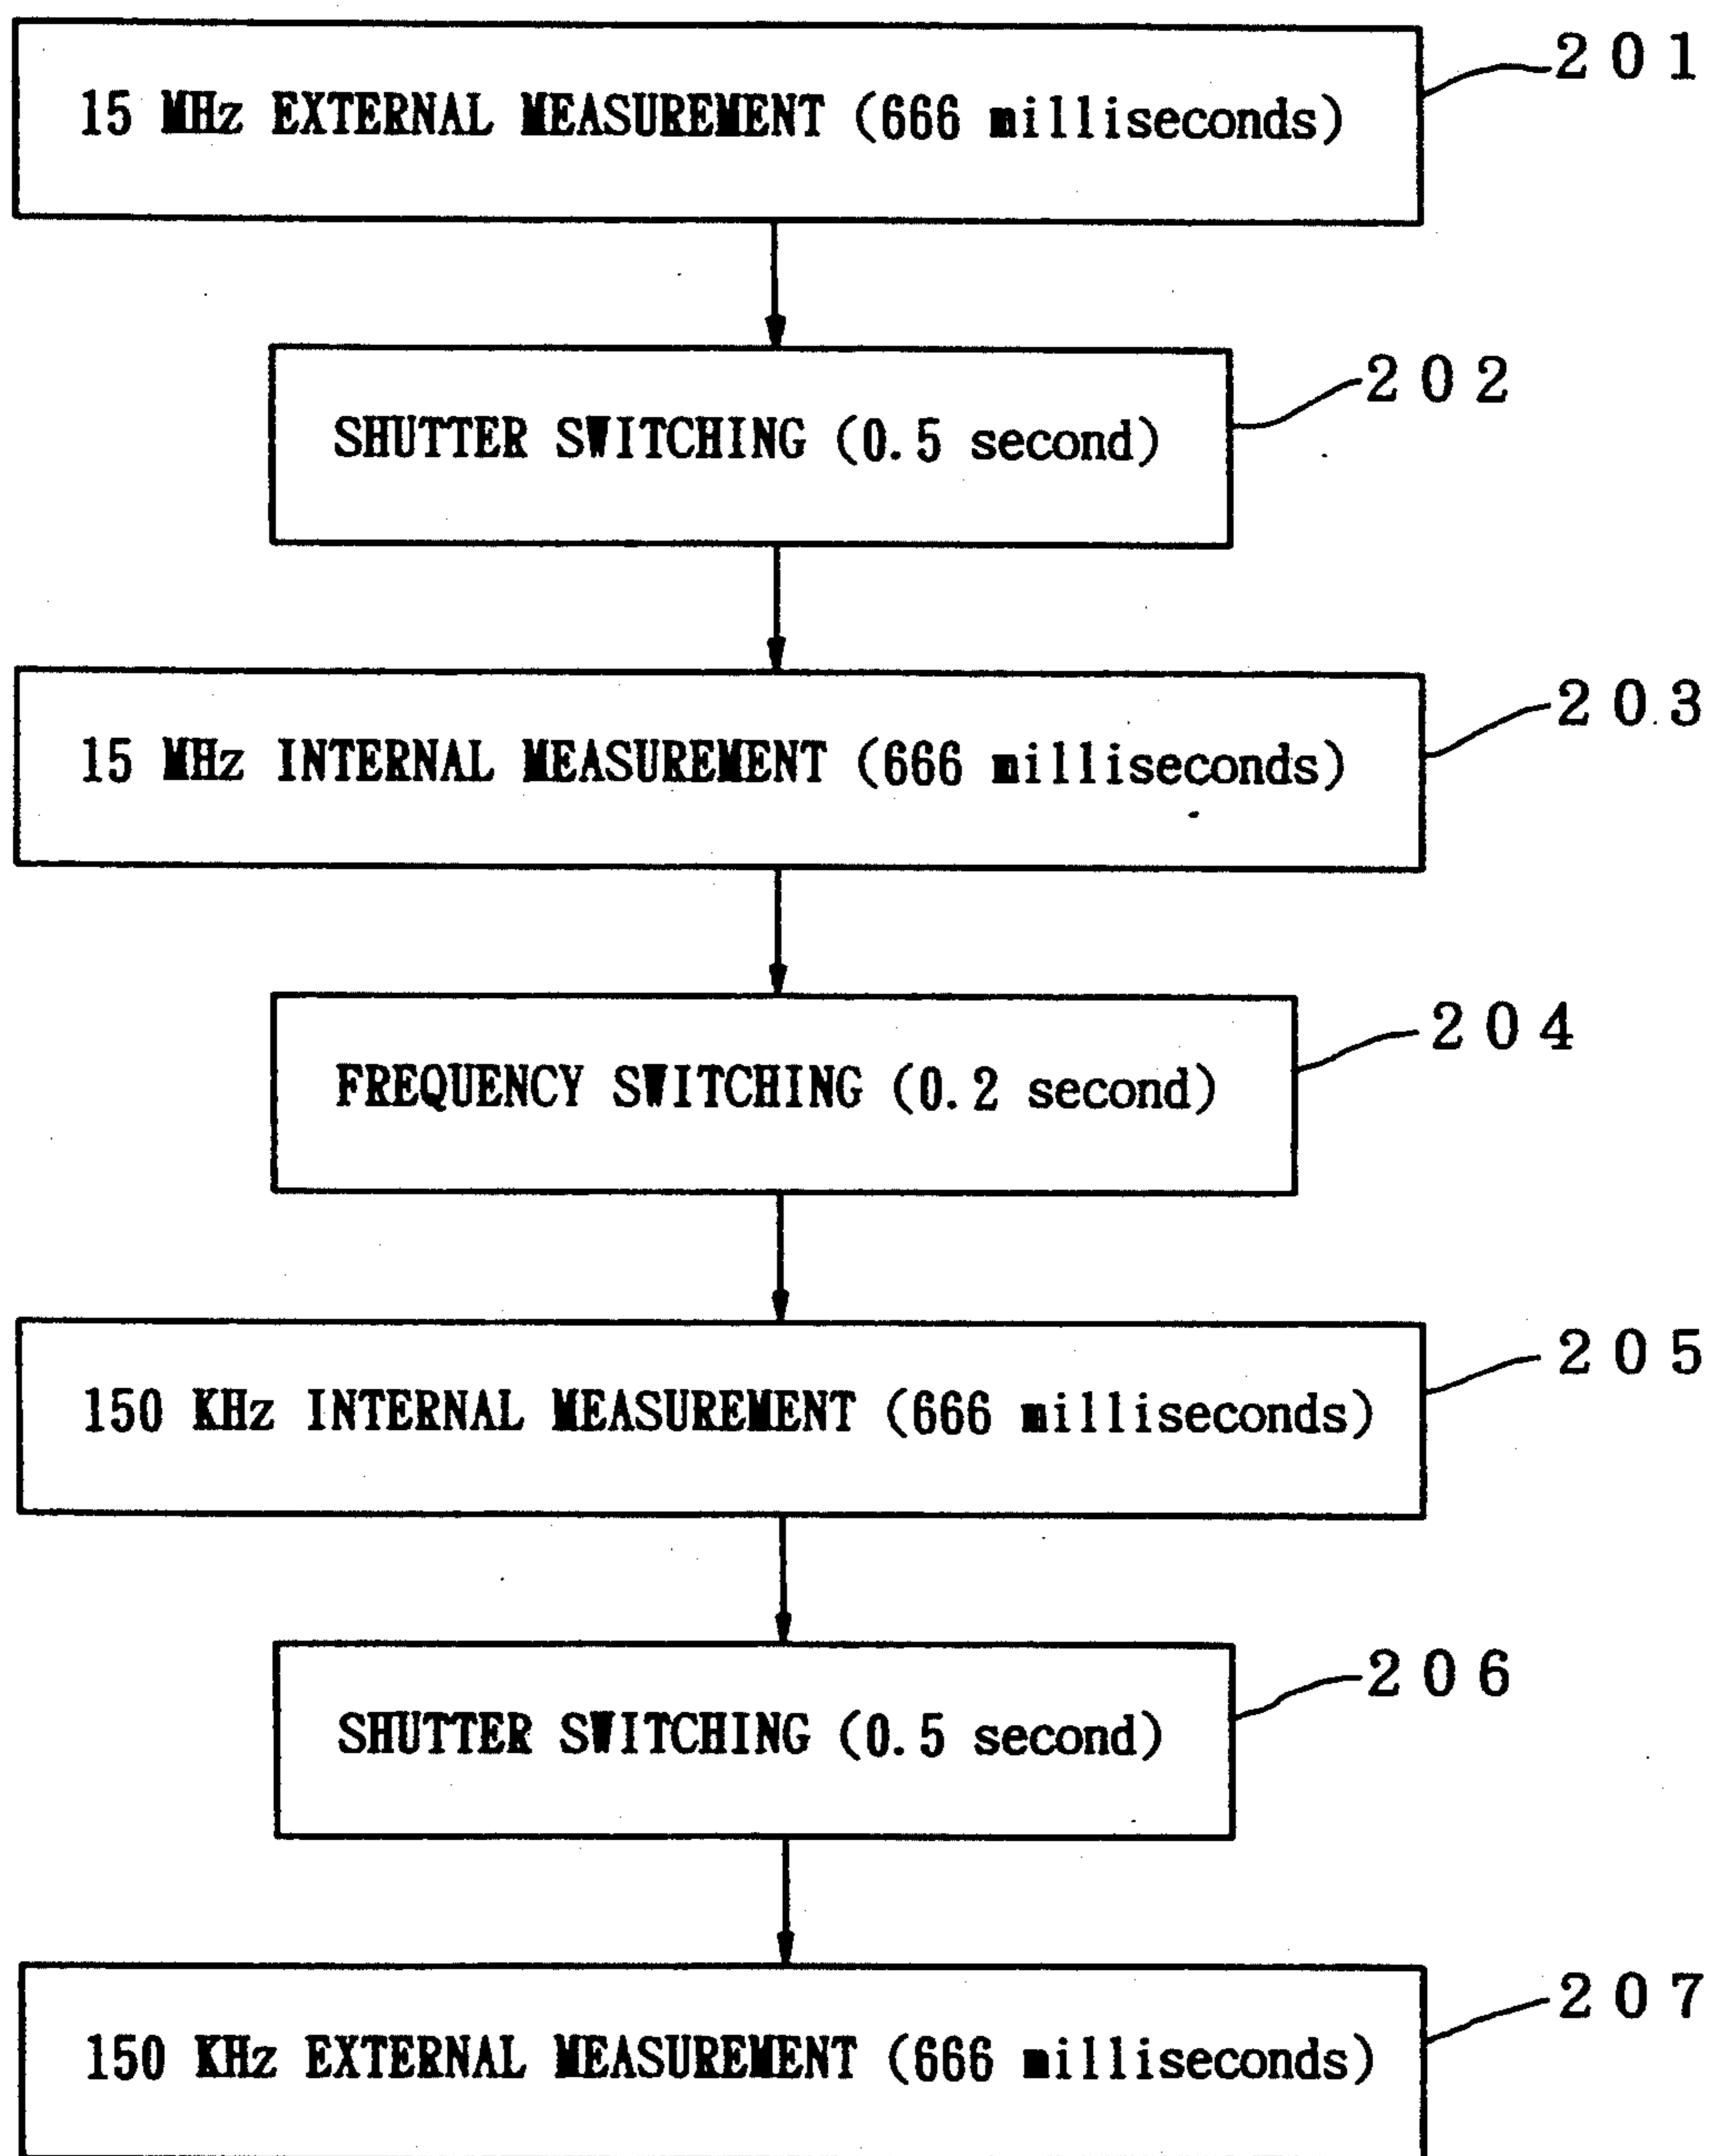 15 MHz EXTERNAL MEASUREMENT (666 milliseconds)
201
SHUTTER SWITCHING (0.5 second)
202
15 MHz INTERNAL MEASUREMENT (666 milliseconds)
203
FREQUENCY SWITCHING (0.2 second)
204
150 KHz INTERNAL MEASUREMENT (666 milliseconds)
205
SHUTTER SWITCHING (0.5 second)
206
150 KHz EXTERNAL MEASUREMENT (666 milliseconds)
207